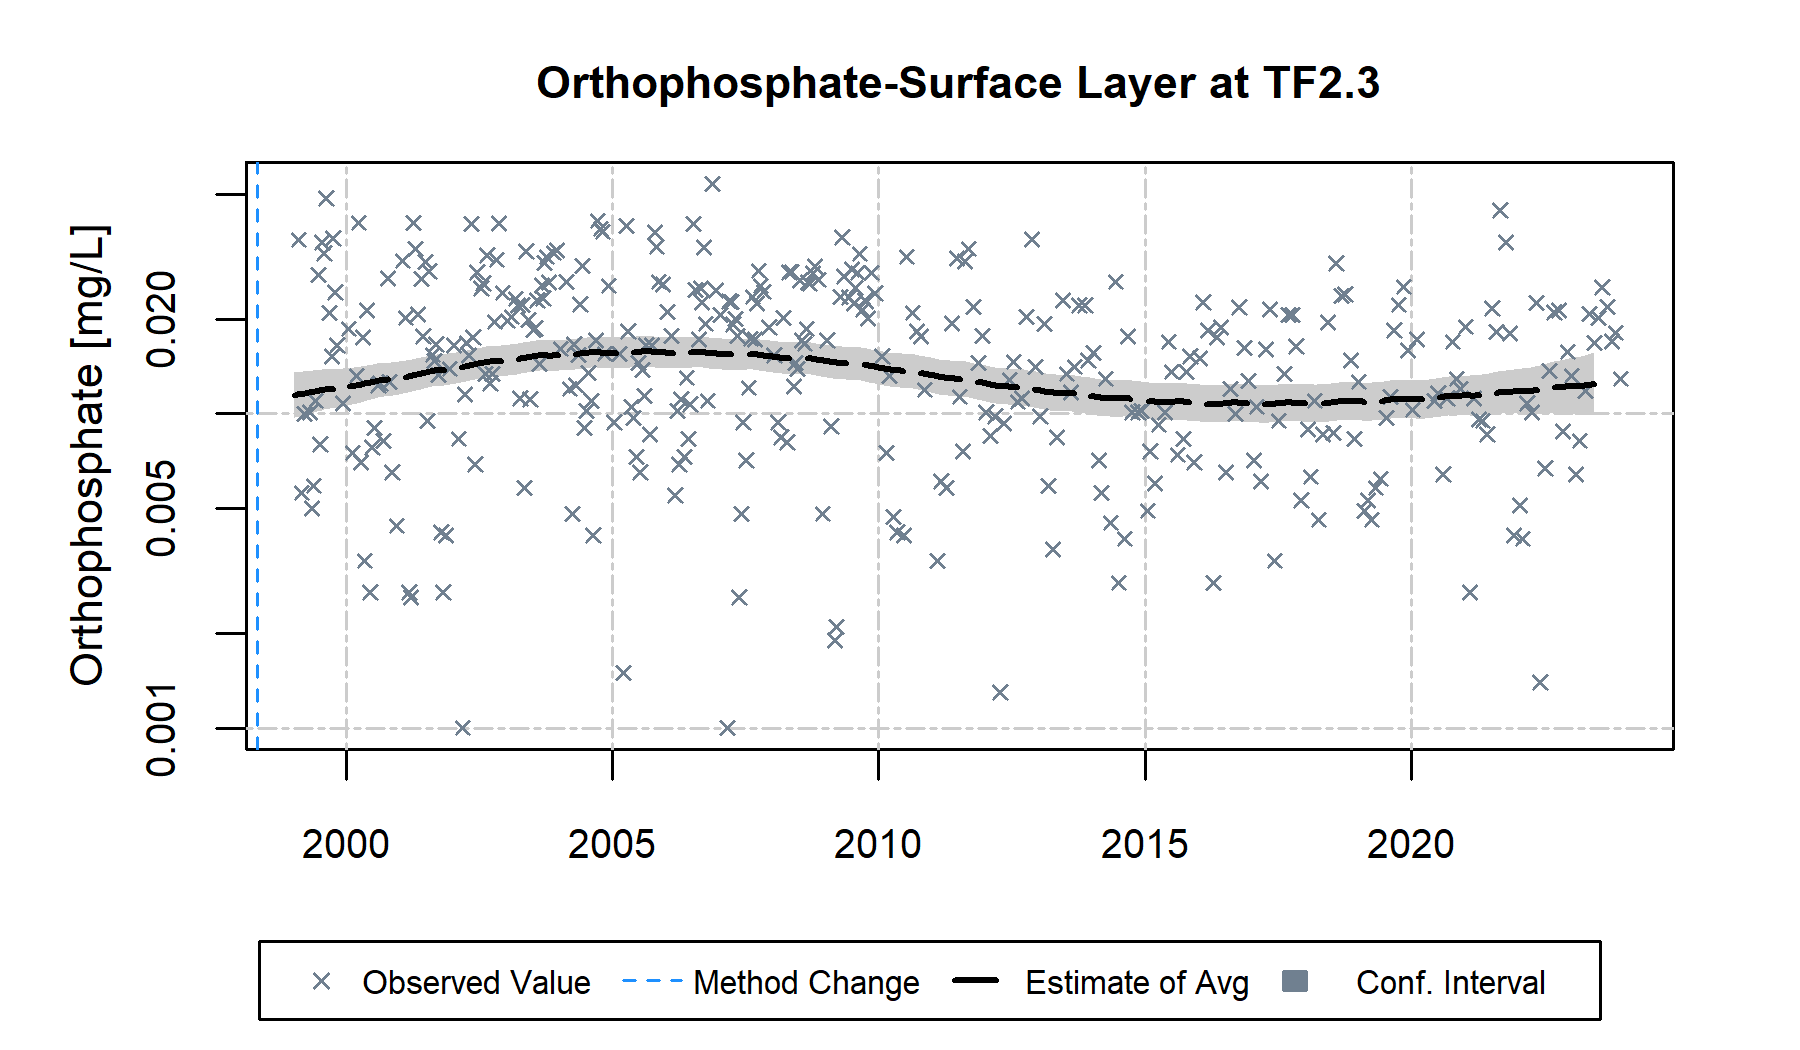 Orthophosphate-Surface Layer at TF2.3
Orthophosphate [mg/L]
0.020
0.005
0.001
2000 2005 2010 2015 2020
Observed Value Method Change Estimate of Avg Conf. Interval